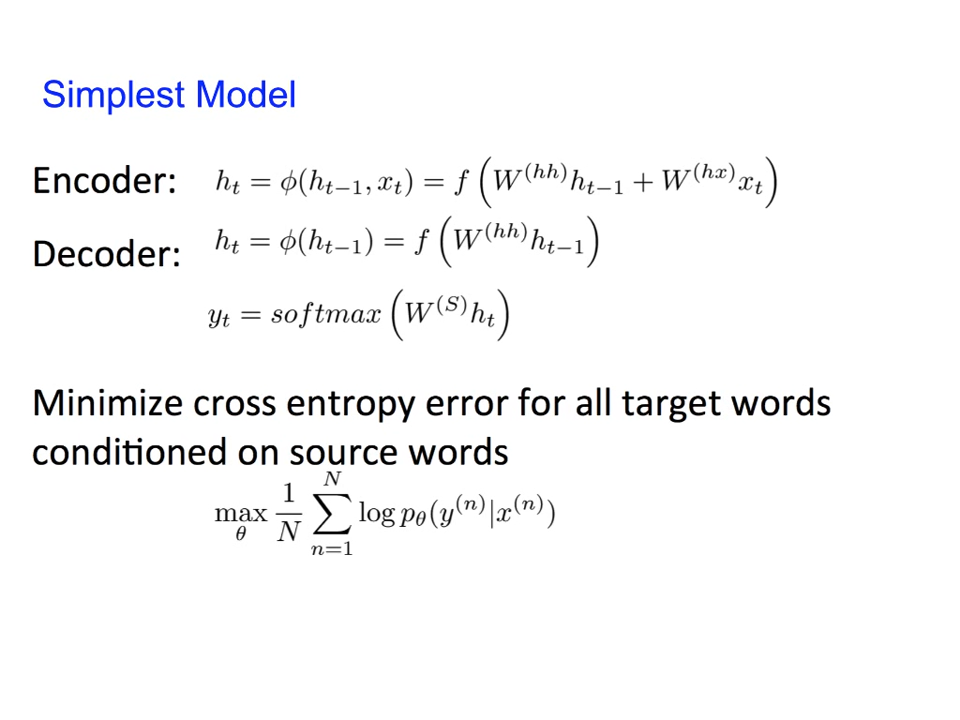 Simplest Model
Encoder: h_t = ϕ(h_{t−1}, x_t) = f(W^{(hh)}h_{t−1} + W^{(hx)}x_t)
Decoder: h_t = ϕ(h_{t−1}) = f(W^{(hh)}h_{t−1})
y_t = softmax(W^{(S)}h_t)
Minimize cross entropy error for all target words
conditioned on source words
max_θ 1/N ∑_{n=1}^{N} log p_θ(y^{(n)}|x^{(n)})